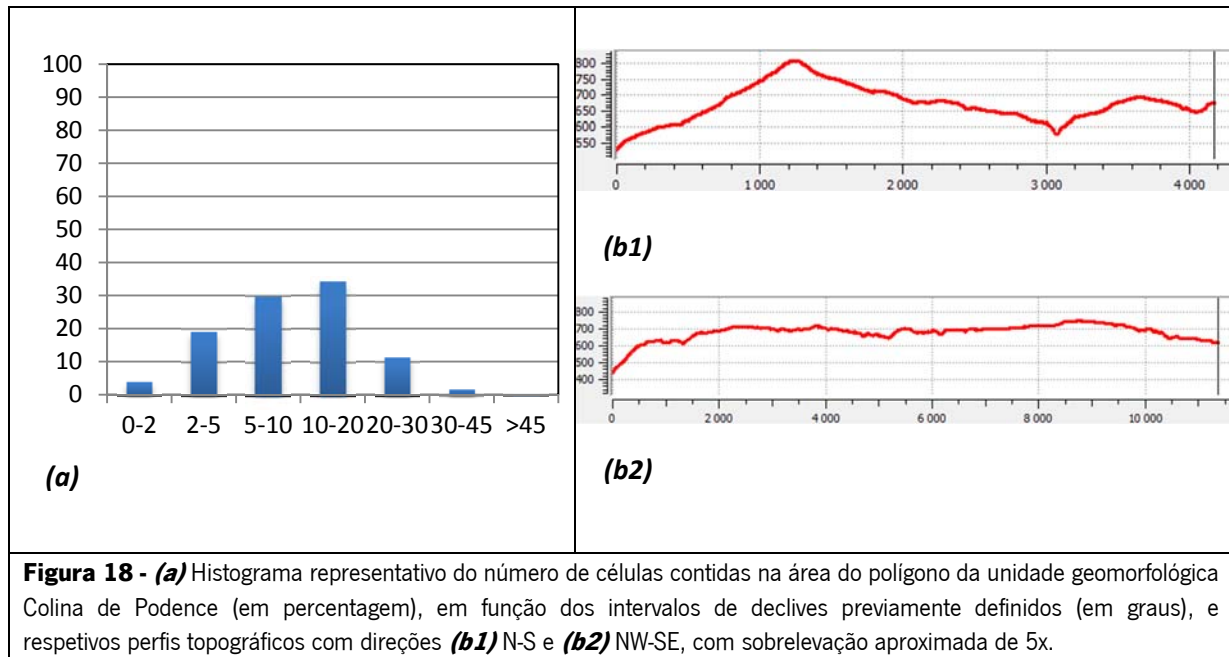 100
90
80
70
60
50
40
30
20
10
0
0-2 2-5 5-10 10-20 20-30 30-45 >45
(a)
800
750
700
650
600
550
0 1 000 2 000 3 000 4 000
(b1)
800
700
600
500
400
0 2 000 4 000 6 000 8 000 10 000
(b2)
Figura 18 - (a) Histograma representativo do número de células contidas na área do polígono da unidade geomorfológica
Colina de Podence (em percentagem), em função dos intervalos de declives previamente definidos (em graus), e
respetivos perfis topográficos com direções (b1) N-S e (b2) NW-SE, com sobrelevação aproximada de 5x.